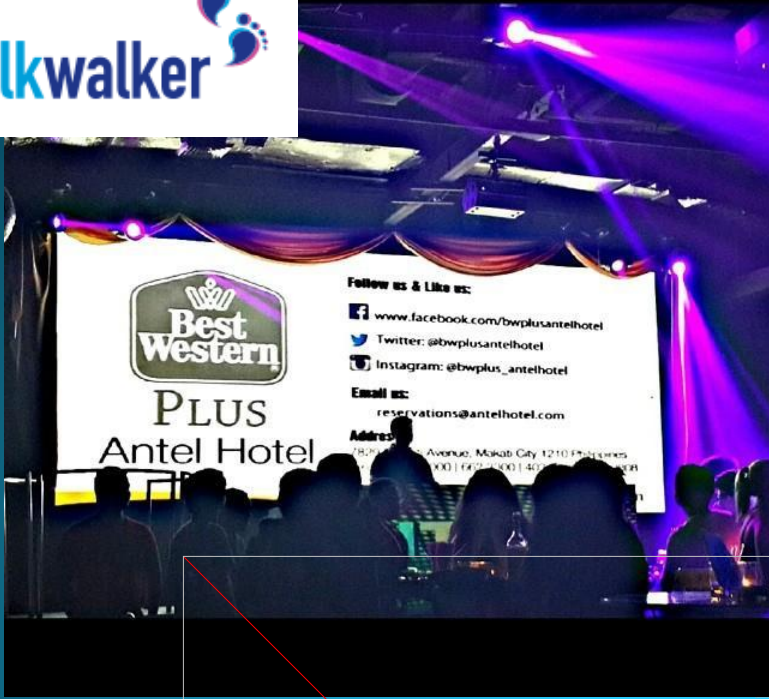 lkwalker
Best
Western
PLUS
Antel Hotel
Follow us & Like us:
www.facebook.com/bwplusantelhotel
Twitter: @bwplusantelhotel
Instagram: @bwplus_antelhotel
Email us:
reservations@antelhotel.com
Avenue, Makati City 1210 Philippines